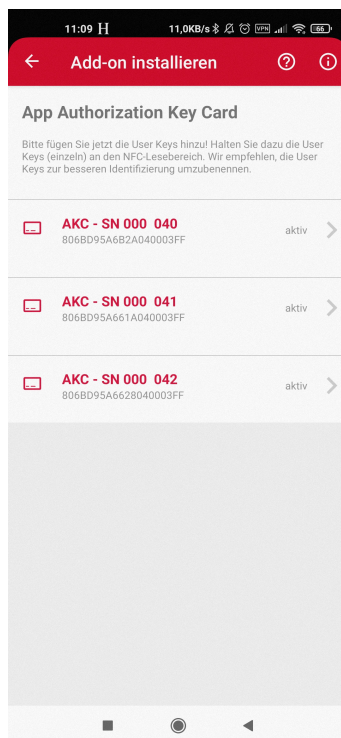 11:09 H 11,0KB/s VPN 66
Add-on installieren
App Authorization Key Card
Bitte fügen Sie jetzt die User Keys hinzu! Halten Sie dazu die User
Keys (einzeln) an den NFC-Lesebereich. Wir empfehlen, die User
Keys zur besseren Identifizierung umzubenennen.
AKC - SN 000 040
806BD95A6B2A040003FF
aktiv
AKC - SN 000 041
806BD95A661A040003FF
aktiv
AKC - SN 000 042
806BD95A6628040003FF
aktiv